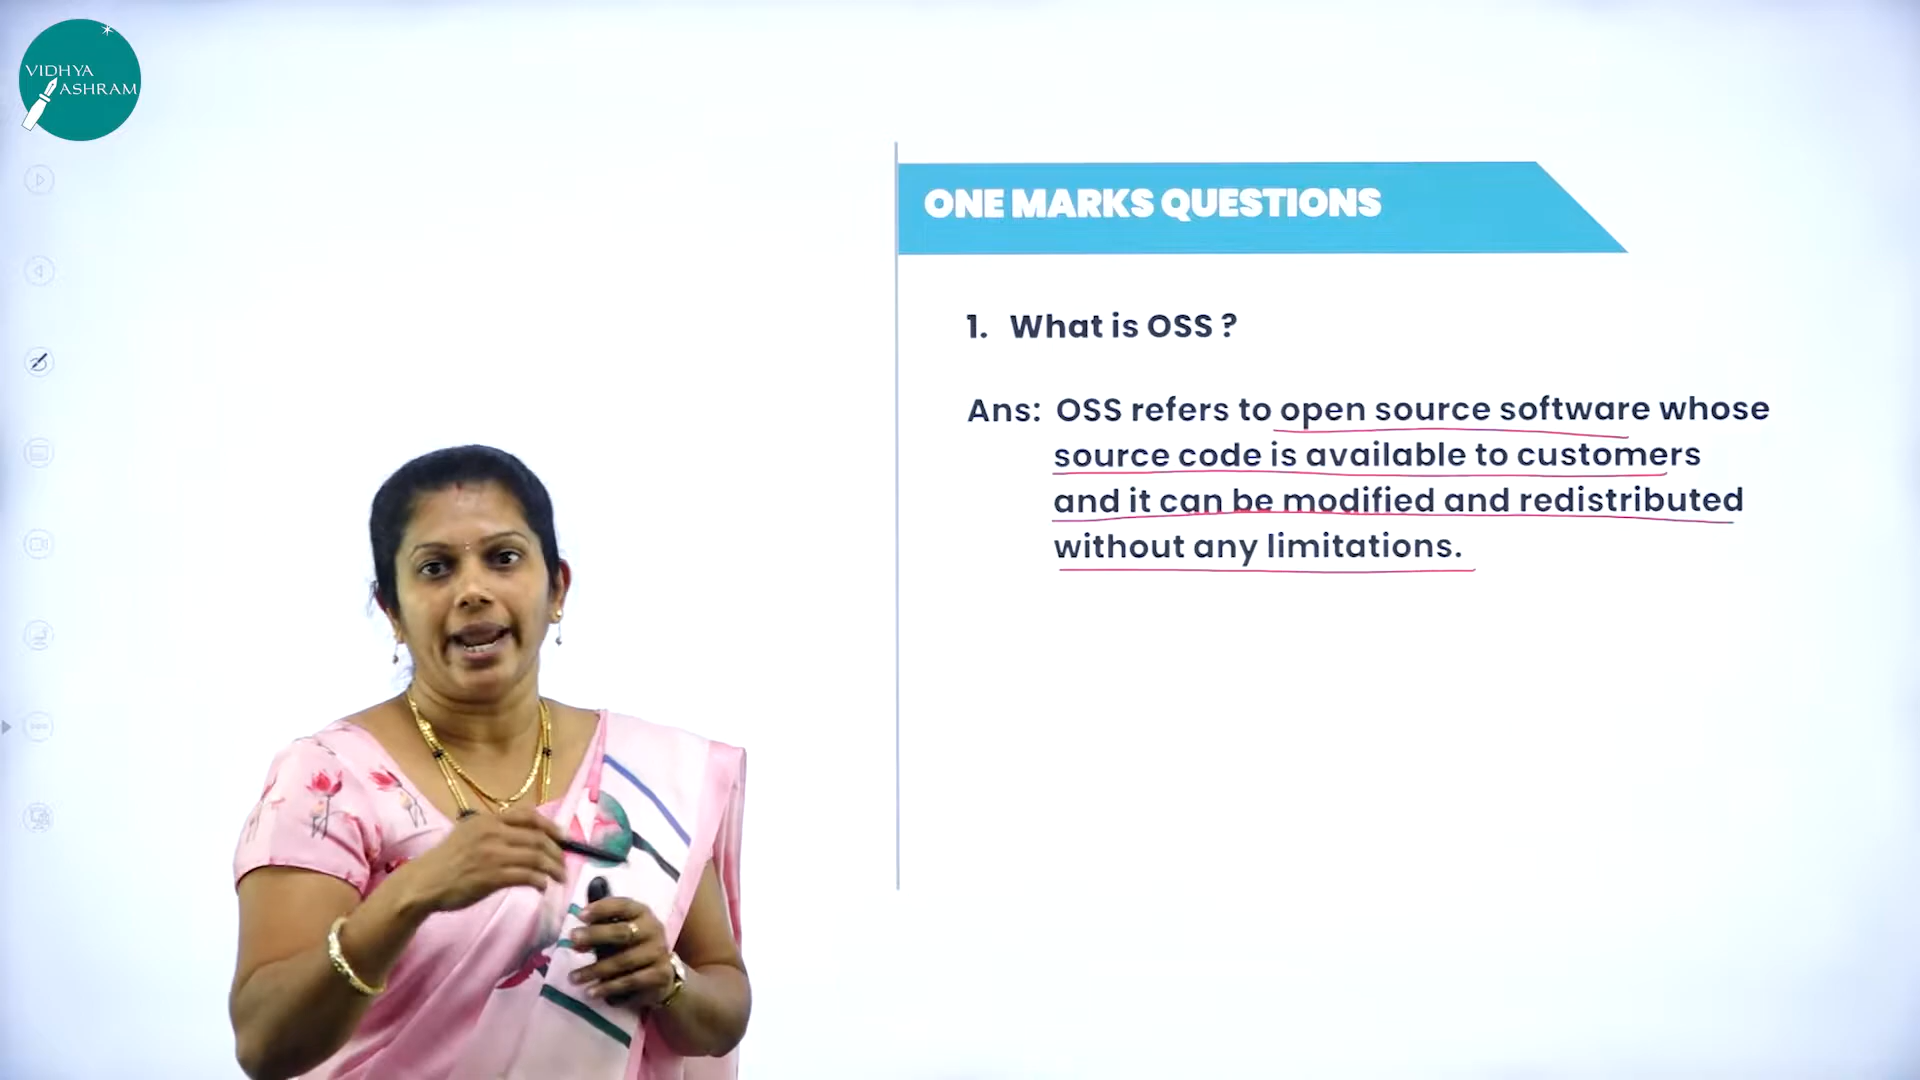 VIDHYA
ASHRAM
ONE MARKS QUESTIONS
1. What is OSS ?
Ans: OSS refers to open source software whose
source code is available to customers
and it can be modified and redistributed
without any limitations.